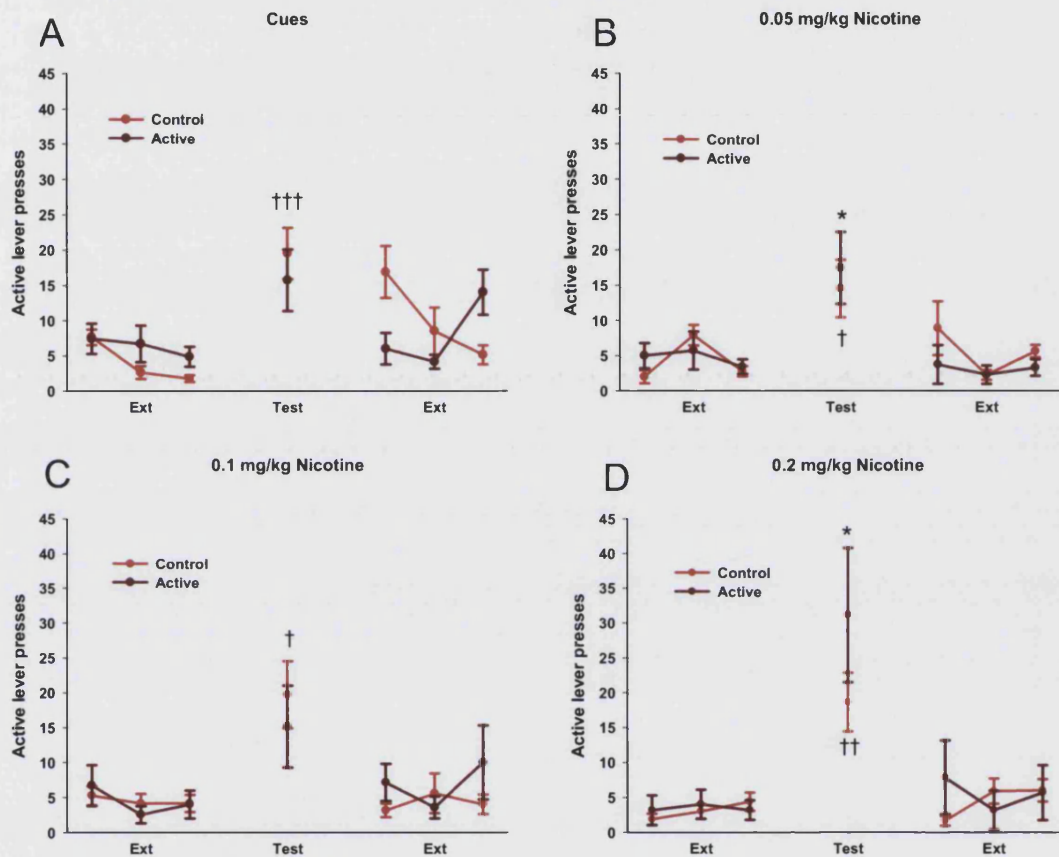 A
Cues
Active lever presses
45
40
35
30
25
20
15
10
5
0
Control
Active
†††
Ext
Test
Ext
B
0.05 mg/kg Nicotine
Active lever presses
45
40
35
30
25
20
15
10
5
0
Control
Active
*
†
Ext
Test
Ext
C
0.1 mg/kg Nicotine
Active lever presses
45
40
35
30
25
20
15
10
5
0
Control
Active
†
Ext
Test
Ext
D
0.2 mg/kg Nicotine
Active lever presses
45
40
35
30
25
20
15
10
5
0
Control
Active
*
††
Ext
Test
Ext